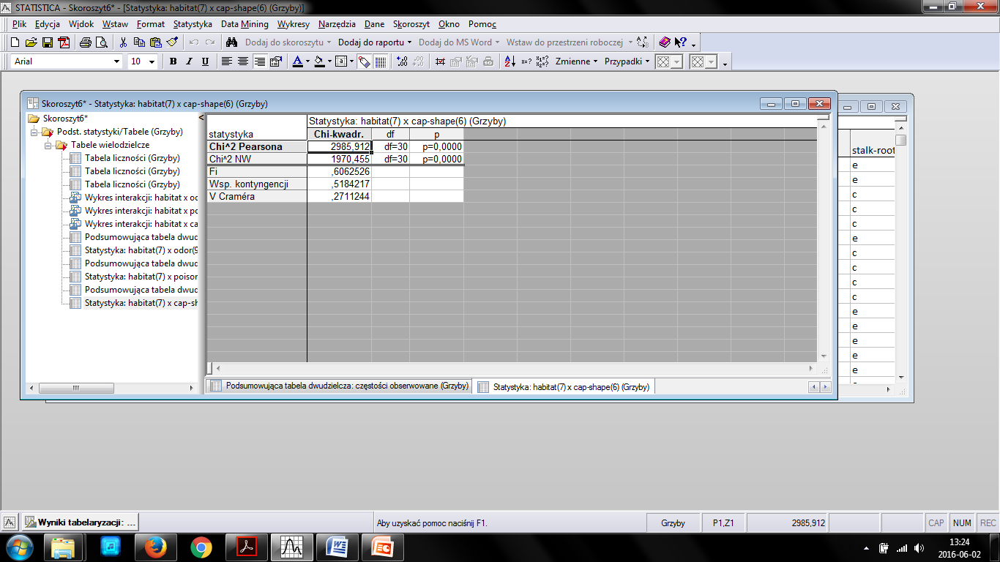 STATISTICA - Skoroszyt6* - [Statystyka: habitat(7) x cap-shape(6) (Grzyby)]
Plik Edycja Widok Wstaw Format Statystyka Data Mining Wykresy Narzędzia Dane Skoroszyt Okno Pomoc
Dodaj do skoroszytu Dodaj do raportu Dodaj do MS Word Wstaw do przestrzeni roboczej
Arial 10 B I U Zmienne Przypadki
Skoroszyt6* - Statystyka: habitat(7) x cap-shape(6) (Grzyby)
Skoroszyt6*
Podst. statystyki/Tabele (Grzyby)
Tabele wielodzielcze
Tabela liczności (Grzyby)
Tabela liczności (Grzyby)
Tabela liczności (Grzyby)
Wykres interakcji: habitat x od
Wykres interakcji: habitat x po
Wykres interakcji: habitat x ca
Podsumowująca tabela dwud
Statystyka: habitat(7) x odor(9
Podsumowująca tabela dwud
Statystyka: habitat(7) x poison
Podsumowująca tabela dwud
Statystyka: habitat(7) x cap-sh
Statystyka: habitat(7) x cap-shape(6) (Grzyby)
statystyka Chi-kwadr. df p
Chi^2 Pearsona 2985,912 df=30 p=0,0000
Chi^2 NW 1970,455 df=30 p=0,0000
Fi ,6062526
Wsp. kontyngencji ,5184217
V Craméra ,2711244
Podsumowująca tabela dwudzielcza: częstości obserwowane (Grzyby) Statystyka: habitat(7) x cap-shape(6) (Grzyby)
stalk-root
e
e
c
c
c
e
c
c
c
c
e
e
e
e
e
Wyniki tabelaryzacji: ... Aby uzyskać pomoc naciśnij F1. Grzyby P1,Z1 2985,912 CAP NUM REC
13:24
2016-06-02